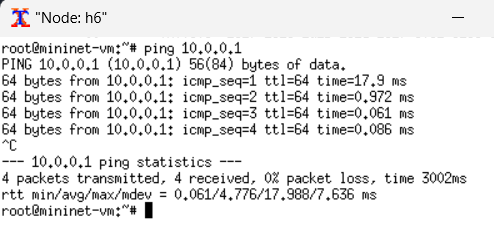 "Node: h6"
root@mininet-vm:~# ping 10.0.0.1
PING 10.0.0.1 (10.0.0.1) 56(84) bytes of data.
64 bytes from 10.0.0.1: icmp_seq=1 ttl=64 time=17.9 ms
64 bytes from 10.0.0.1: icmp_seq=2 ttl=64 time=0.972 ms
64 bytes from 10.0.0.1: icmp_seq=3 ttl=64 time=0.061 ms
64 bytes from 10.0.0.1: icmp_seq=4 ttl=64 time=0.086 ms
^C
--- 10.0.0.1 ping statistics ---
4 packets transmitted, 4 received, 0% packet loss, time 3002ms
rtt min/avg/max/mdev = 0.061/4.776/17.988/7.636 ms
root@mininet-vm:~#